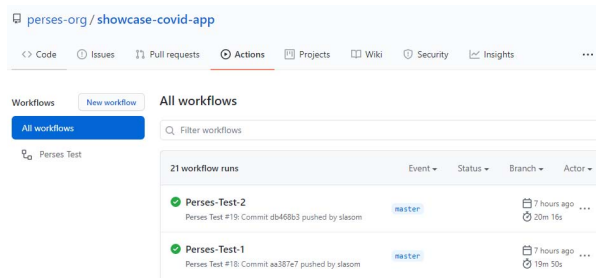 perses-org / showcase-covid-app
Code Issues Pull requests Actions Projects Wiki Security Insights ...
Workflows New workflow
All workflows
Perses Test
All workflows
Filter workflows
21 workflow runs Event Status Branch Actor
Perses-Test-2 master 7 hours ago ...
Perses Test #19: Commit db468b3 pushed by slasom 20m 16s
Perses-Test-1 master 7 hours ago ...
Perses Test #18: Commit aa387e7 pushed by slasom 19m 50s